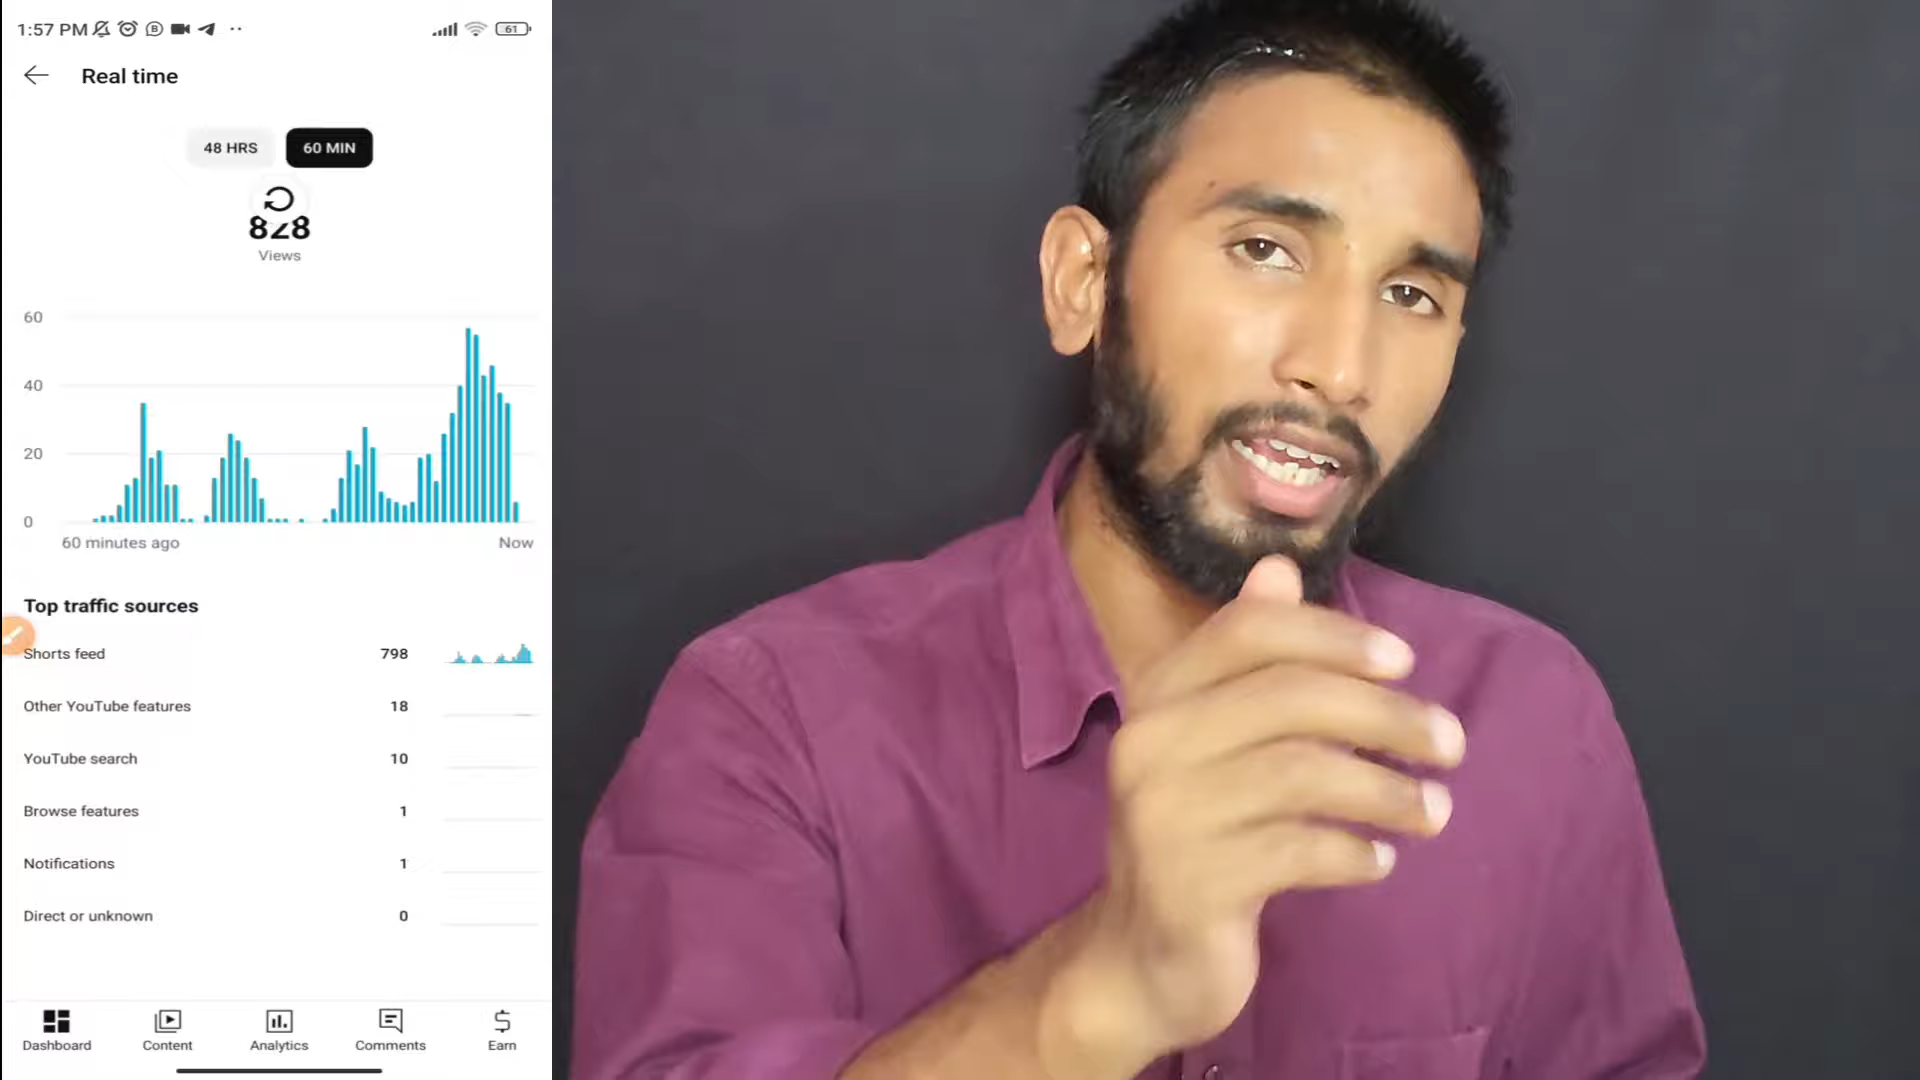 1:57 PM
61
Real time
48 HRS
60 MIN
828
Views
60
40
20
0
60 minutes ago
Now
Top traffic sources
Shorts feed 798
Other YouTube features 18
YouTube search 10
Browse features 1
Notifications 1
Direct or unknown 0
Dashboard
Content
Analytics
Comments
Earn